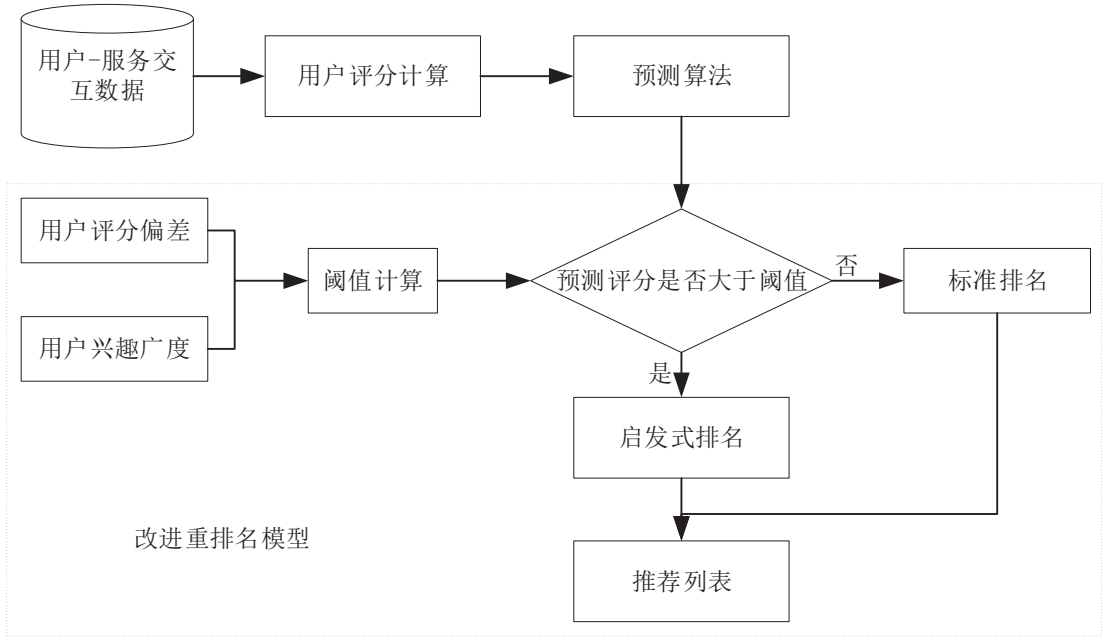 用户-服务交
互数据
用户评分计算
预测算法
用户评分偏差
阈值计算
预测评分是否大于阈值
否
标准排名
用户兴趣广度
是
启发式排名
改进重排名模型
推荐列表